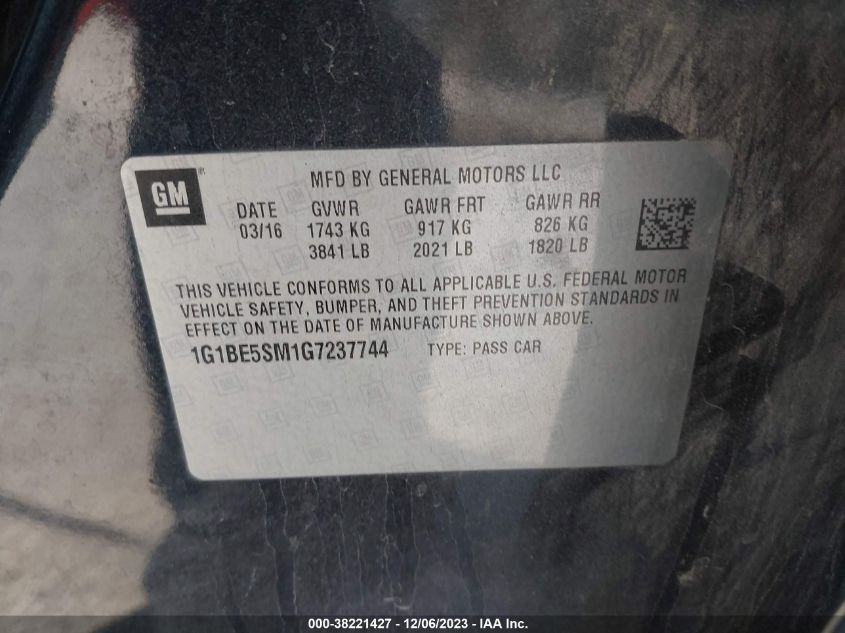 GM
MFD BY GENERAL MOTORS LLC
DATE GVWR GAWR FRT GAWR RR
03/16 1743 KG 917 KG 826 KG
3841 LB 2021 LB 1820 LB
THIS VEHICLE CONFORMS TO ALL APPLICABLE U.S. FEDERAL MOTOR
VEHICLE SAFETY, BUMPER, AND THEFT PREVENTION STANDARDS IN
EFFECT ON THE DATE OF MANUFACTURE SHOWN ABOVE.
1G1BE5SM1G7237744 TYPE: PASS CAR
000-38221427 - 12/06/2023 - IAA Inc.